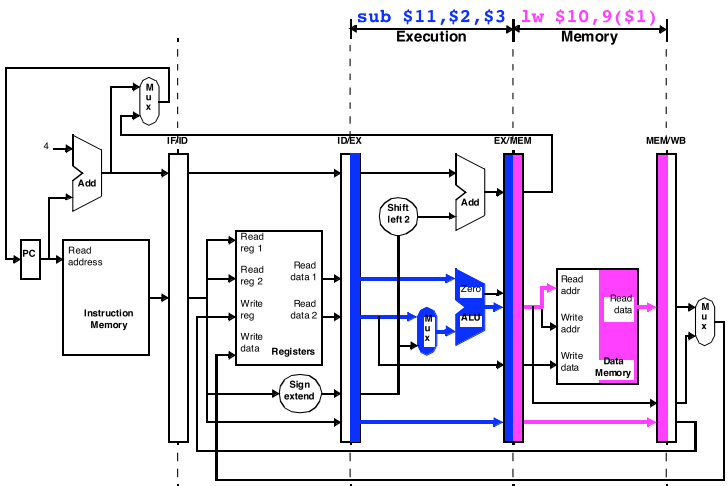 sub $11,$2,$3
lw $10,9($1)
Execution
Memory
M
u
x
IF/ID
ID/EX
EX/MEM
MEM/WB
4
Add
Shift
left 2
Add
PC
Read
address
Instruction
Memory
Read
reg 1
Read
reg 2
Write
reg
Write
data
Read
data 1
Read
data 2
Registers
Sign
extend
M
u
x
Zero
ALU
Read
addr
Write
addr
Write
data
Read
data
Data
Memory
M
u
x